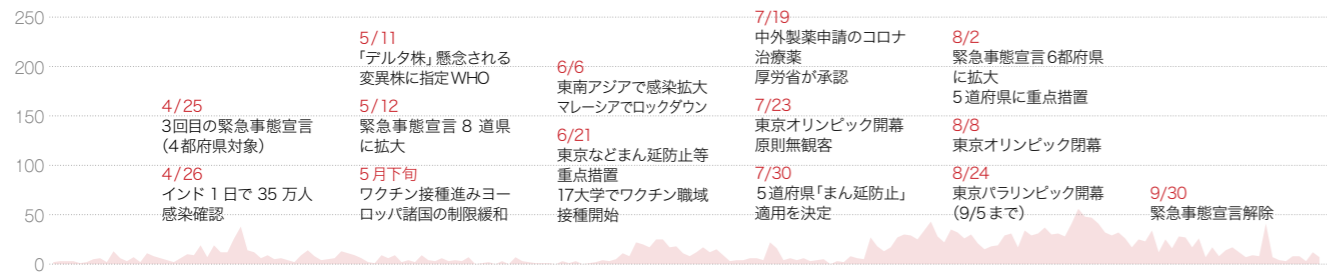 250
200
150
100
50
0
4/25
3回目の緊急事態宣言
(4都府県対象)
4/26
インド1日で35万人
感染確認
5/11
「デルタ株」懸念される
変異株に指定WHO
5/12
緊急事態宣言8道県
に拡大
5月下旬
ワクチン接種進みヨー
ロッパ諸国の制限緩和
6/6
東南アジアで感染拡大
マレーシアでロックダウン
6/21
東京などまん延防止等
重点措置
17大学でワクチン職域
接種開始
7/19
中外製薬申請のコロナ
治療薬
厚労省が承認
7/23
東京オリンピック開幕
原則無観客
7/30
5道府県「まん延防止」
適用を決定
8/2
緊急事態宣言6都府県
に拡大
5道府県に重点措置
8/8
東京オリンピック閉幕
8/24
東京パラリンピック開幕
(9/5まで)
9/30
緊急事態宣言解除